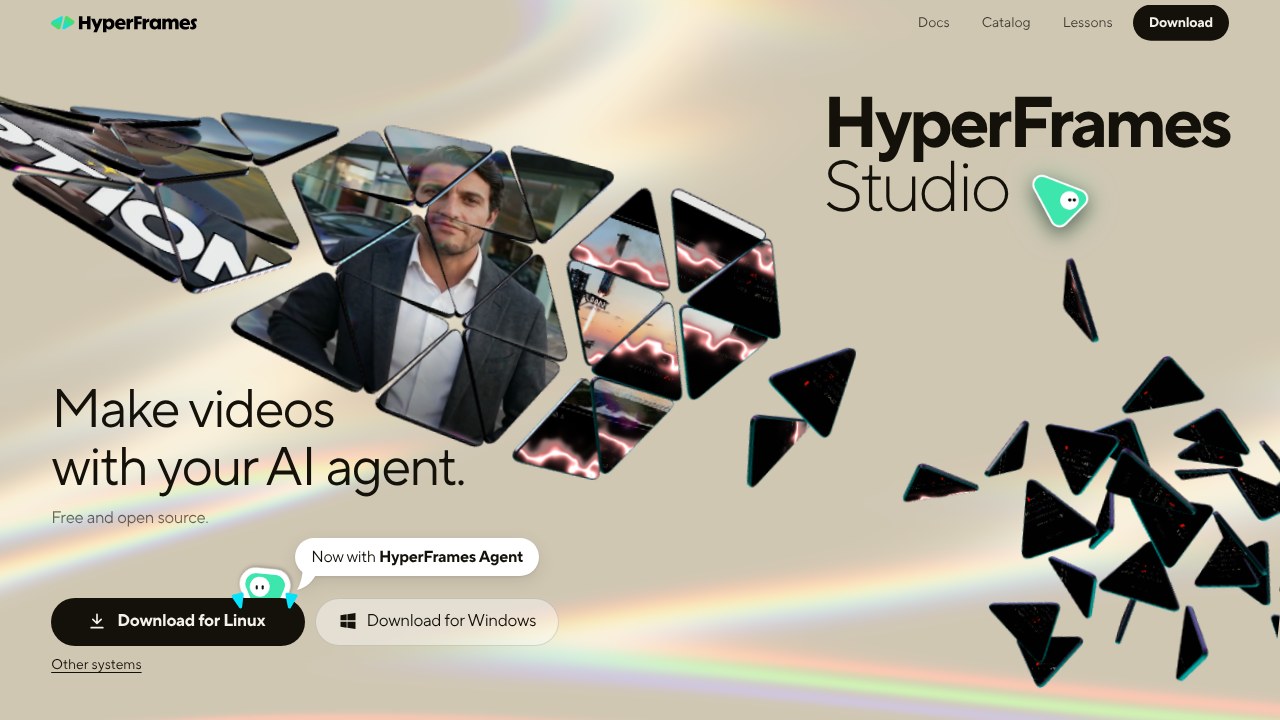 HyperFrames
Docs
Catalog
Lessons
Download
HyperFrames
Studio
Make videos
with your AI agent.
Free and open source.
Now with HyperFrames Agent
Download for Linux
Download for Windows
Other systems